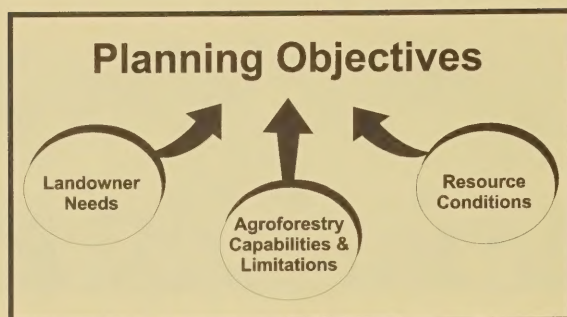 Planning Objectives
Landowner
Needs
Agroforestry
Capabilities &
Limitations
Resource
Conditions